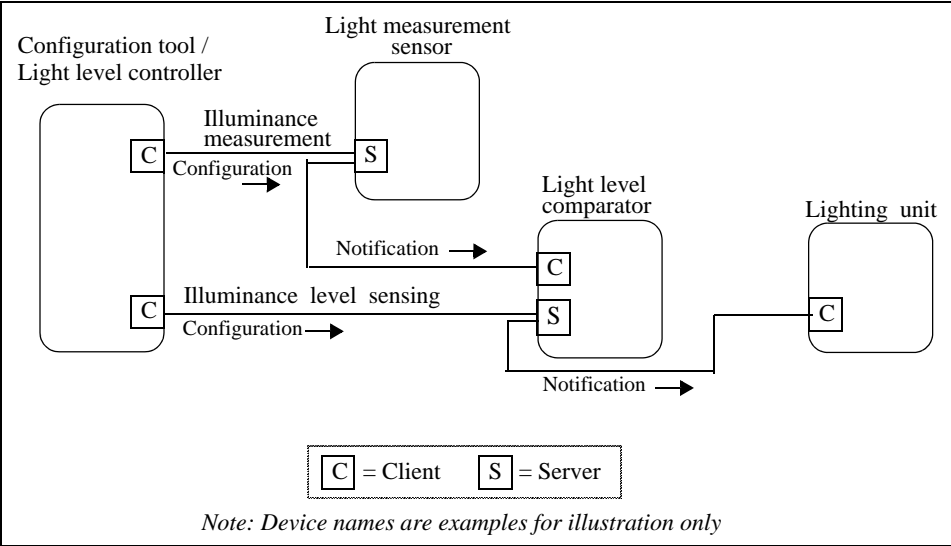 Configuration tool /
Light level controller
Light measurement
sensor
Illuminance
measurement
C
S
Configuration
Light level
comparator
Lighting unit
Notification
C
C
Illuminance level sensing
S
C
Configuration
Notification
C = Client S = Server
Note: Device names are examples for illustration only